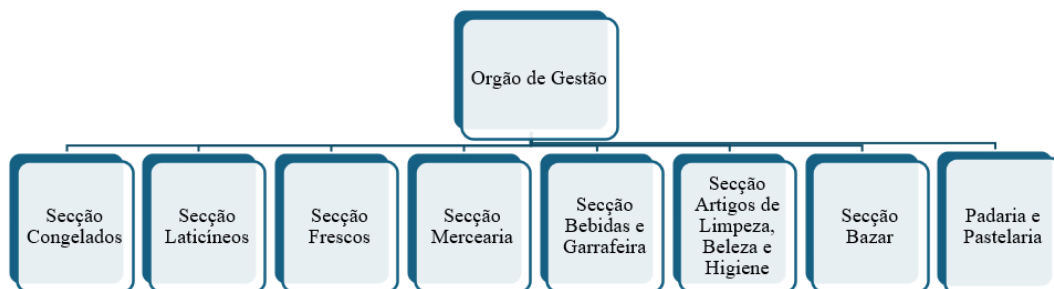 Orgão de Gestão
Secção
Congelados
Secção
Laticíneos
Secção
Frescos
Secção
Mercearia
Secção
Bebidas e
Garrafeira
Secção
Artigos de
Limpeza,
Beleza e
Higiene
Secção
Bazar
Padaria e
Pastelaria